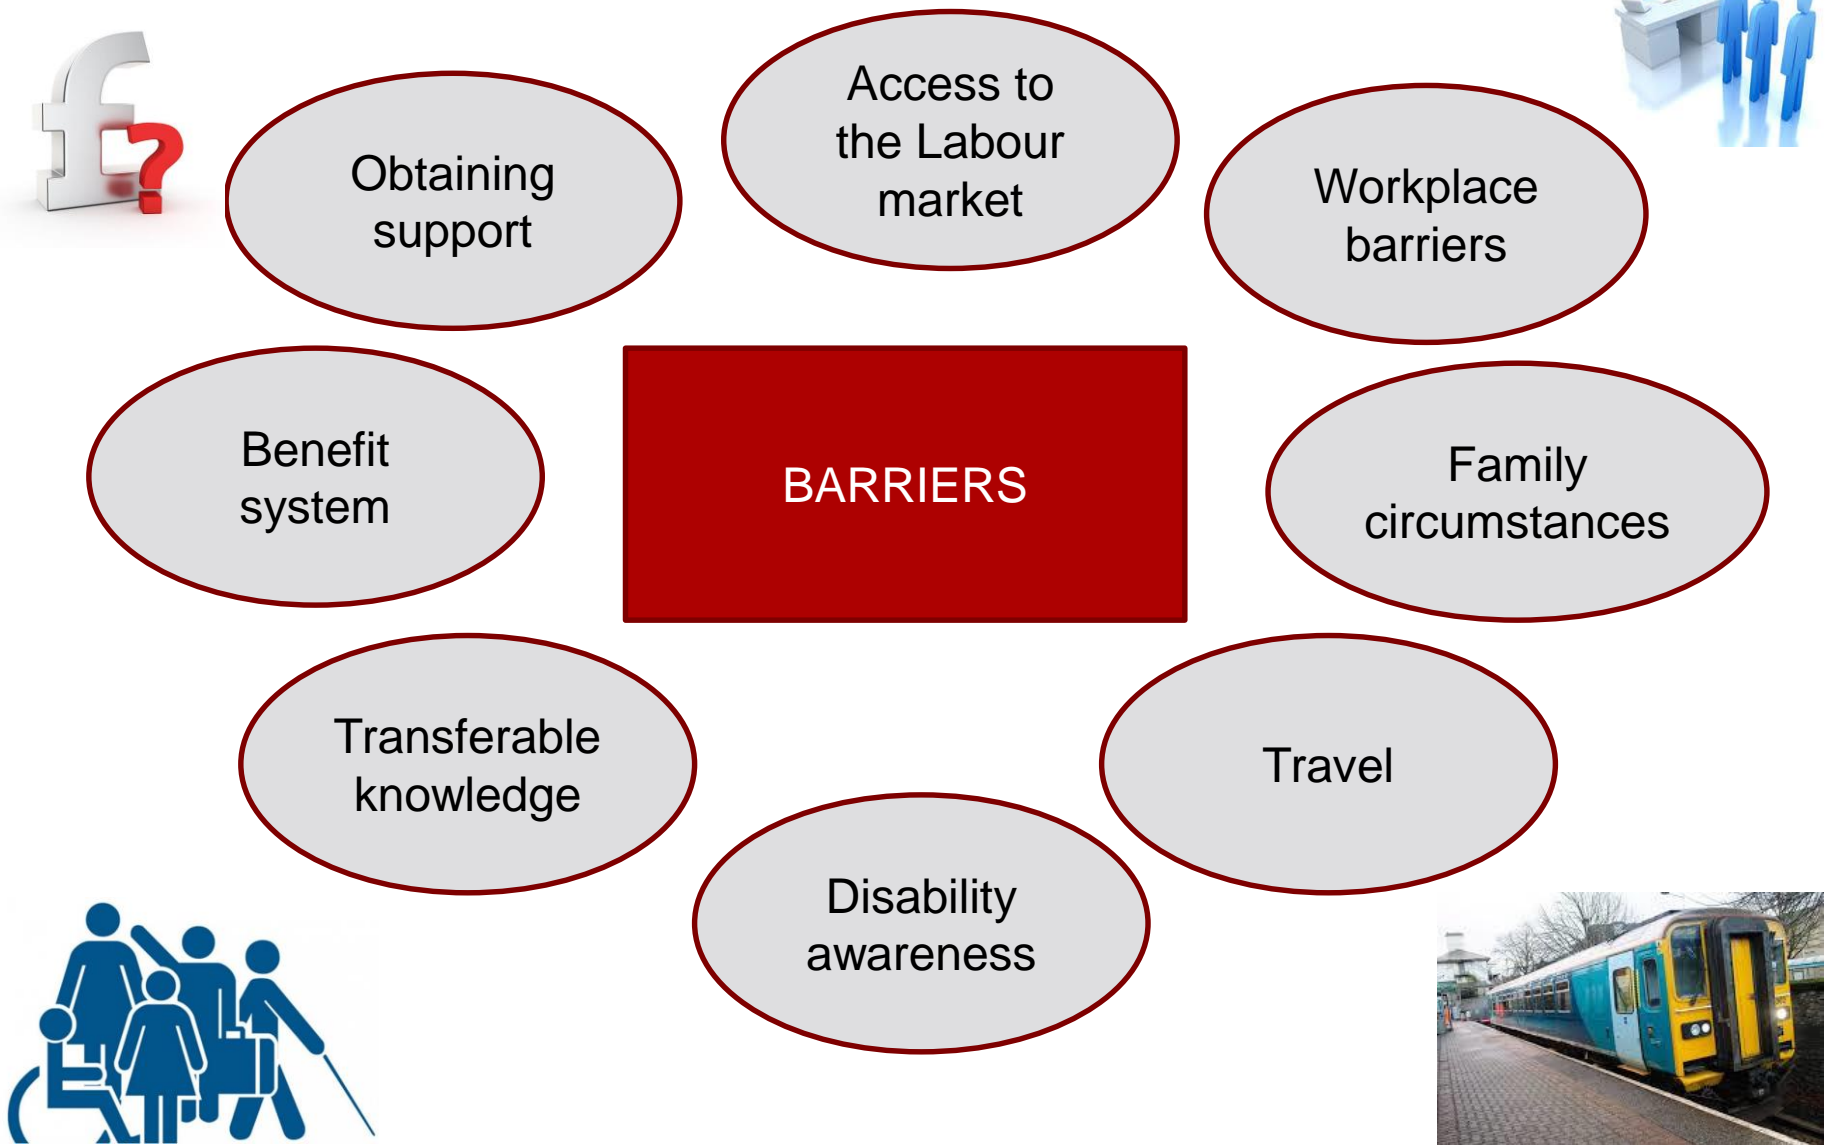 Access to
the Labour
market
Obtaining
support
Workplace
barriers
Benefit
system
BARRIERS
Family
circumstances
Transferable
knowledge
Travel
Disability
awareness